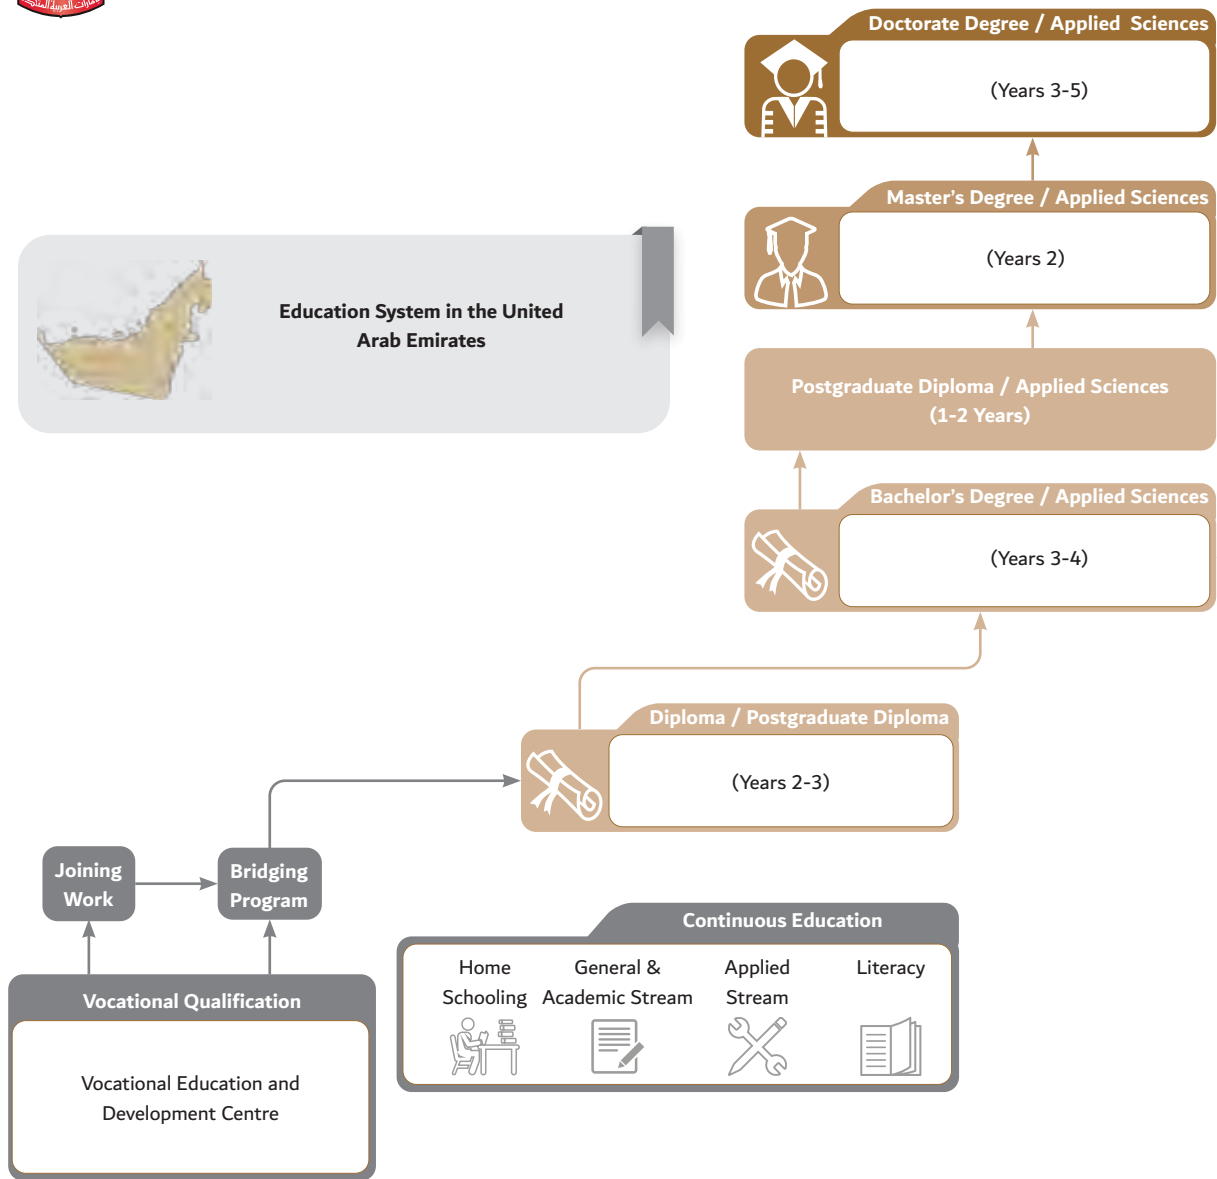 الإمارات العربية المتحدة
Doctorate Degree / Applied Sciences
(Years 3-5)
Master's Degree / Applied Sciences
(Years 2)
Education System in the United
Arab Emirates
Postgraduate Diploma / Applied Sciences
(1-2 Years)
Bachelor's Degree / Applied Sciences
(Years 3-4)
Diploma / Postgraduate Diploma
(Years 2-3)
Joining
Work
Bridging
Program
Continuous Education
Home
Schooling
General &
Academic Stream
Applied
Stream
Literacy
Vocational Qualification
Vocational Education and
Development Centre